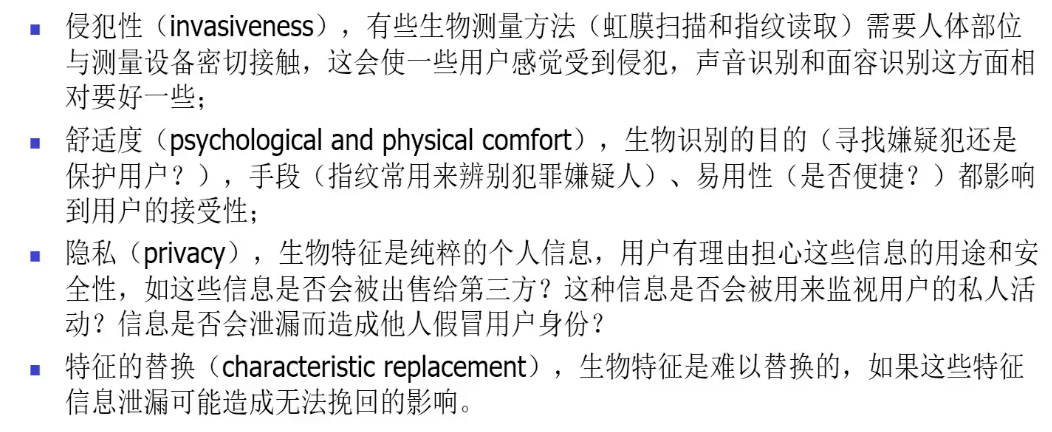 ▪ 侵犯性（invasiveness），有些生物测量方法（虹膜扫描和指纹读取）需要人体部位
与测量设备密切接触，这会使一些用户感觉受到侵犯，声音识别和面容识别这方面相
对要好一些；
▪ 舒适度（psychological and physical comfort），生物识别的目的（寻找嫌疑犯还是
保护用户？），手段（指纹常用来辨别犯罪嫌疑人）、易用性（是否便捷？）都影响
到用户的接受性；
▪ 隐私（privacy），生物特征是纯粹的个人信息，用户有理由担心这些信息的用途和安
全性，如这些信息是否会被出售给第三方？这种信息是否会被用来监视用户的私人活
动？信息是否会泄漏而造成他人假冒用户身份？
▪ 特征的替换（characteristic replacement），生物特征是难以替换的，如果这些特征
信息泄漏可能造成无法挽回的影响。